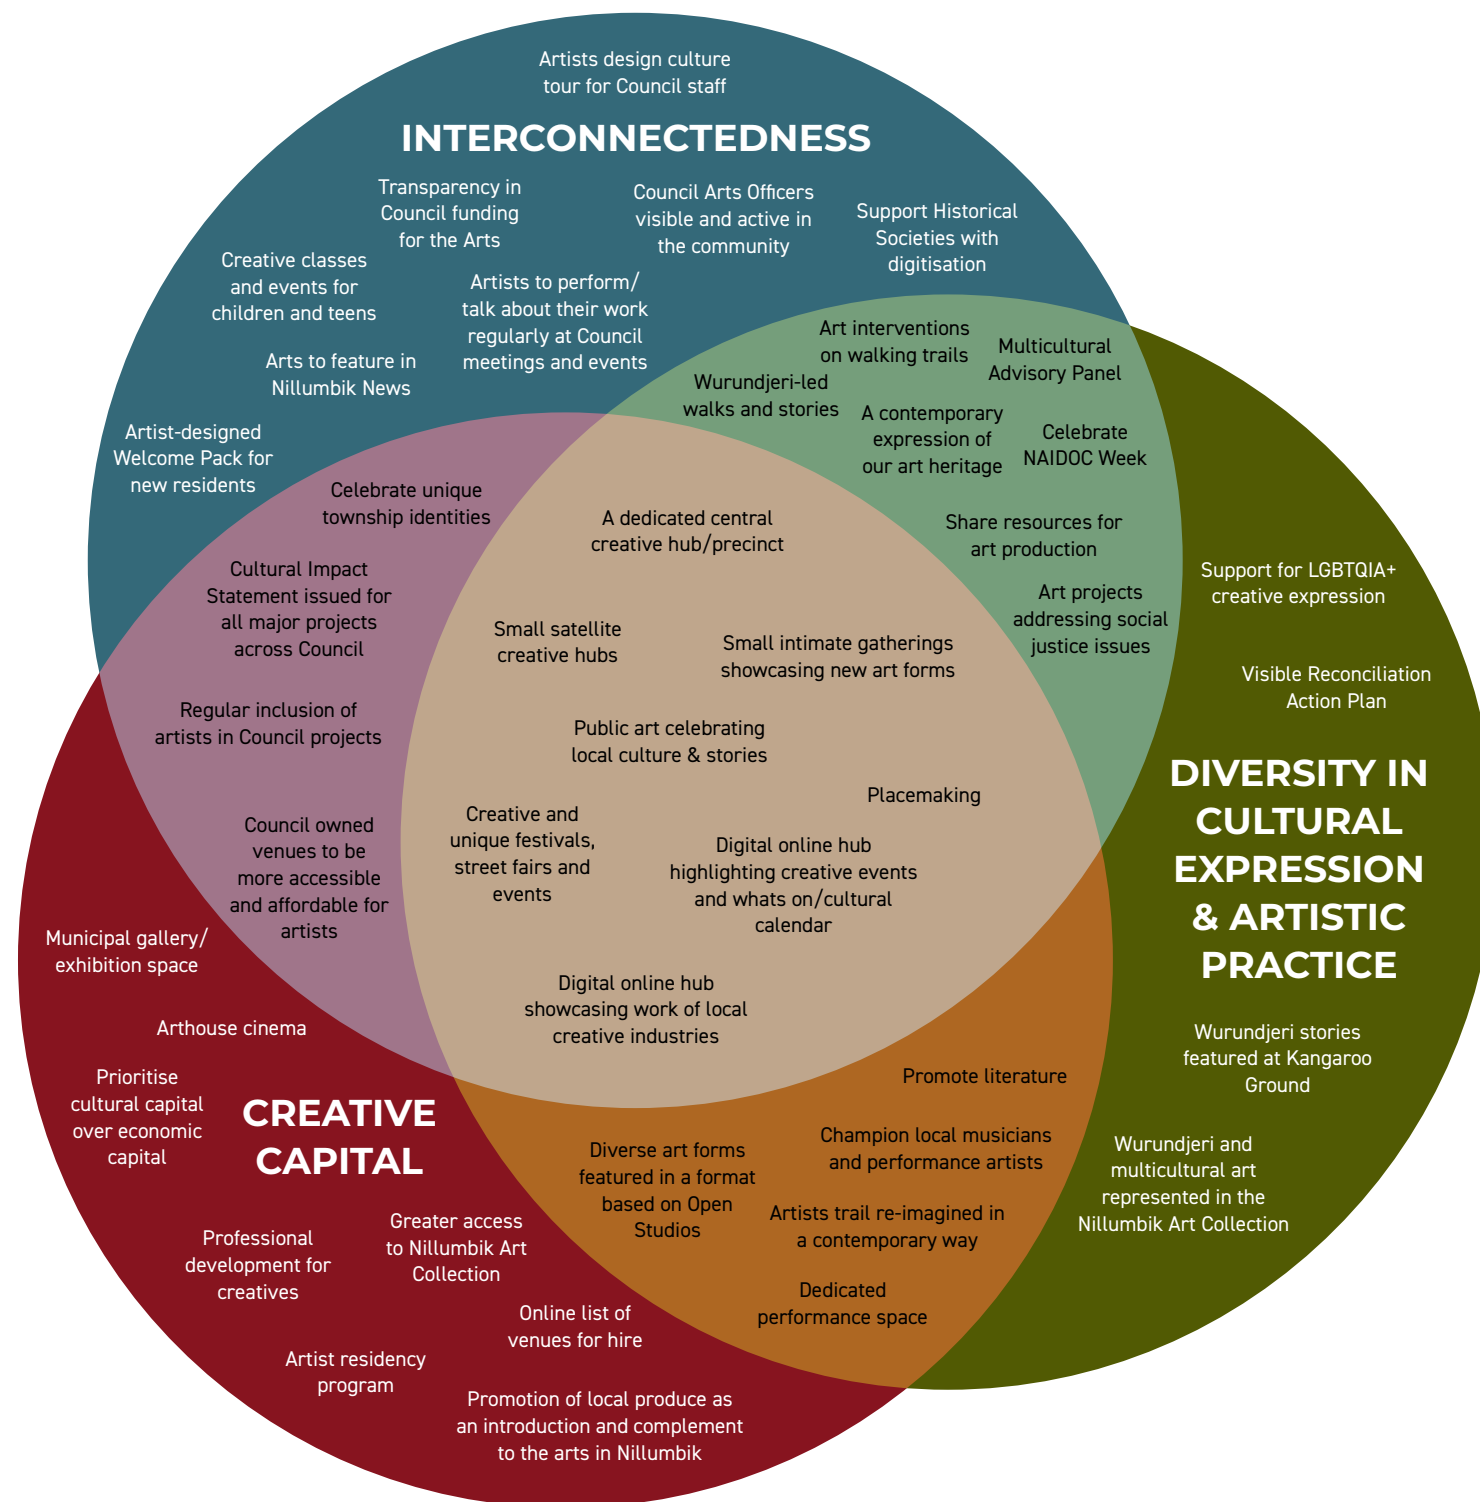 Artists design culture
tour for Council staff
INTERCONNECTEDNESS
Transparency in
Council funding
for the Arts
Council Arts Officers
visible and active in
the community
Support Historical
Societies with
digitisation
Creative classes
and events for
children and teens
Artists to perform/
talk about their work
regularly at Council
meetings and events
Arts to feature in
Nillumbik News
Artist-designed
Welcome Pack for
new residents
Art interventions
on walking trails
Multicultural
Advisory Panel
Wurundjeri-led
walks and stories
A contemporary
expression of
our art heritage
Celebrate
NAIDOC Week
Share resources for
art production
Art projects
addressing social
justice issues
Celebrate unique
township identities
Cultural Impact
Statement issued for
all major projects
across Council
Regular inclusion of
artists in Council projects
Council owned
venues to be
more accessible
and affordable for
artists
A dedicated central
creative hub/precinct
Small satellite
creative hubs
Small intimate gatherings
showcasing new art forms
Public art celebrating
local culture & stories
Placemaking
Creative and
unique festivals,
street fairs and
events
Digital online hub
highlighting creative events
and whats on/cultural
calendar
Digital online hub
showcasing work of local
creative industries
Support for LGBTQIA+
creative expression
Visible Reconciliation
Action Plan
DIVERSITY IN
CULTURAL
EXPRESSION
& ARTISTIC
PRACTICE
Wurundjeri stories
featured at Kangaroo
Ground
Wurundjeri and
multicultural art
represented in the
Nillumbik Art Collection
Promote literature
Champion local musicians
and performance artists
Diverse art forms
featured in a format
based on Open
Studios
Artists trail re-imagined in
a contemporary way
Dedicated
performance space
Municipal gallery/
exhibition space
Arthouse cinema
Prioritise
cultural capital
over economic
capital
CREATIVE
CAPITAL
Professional
development for
creatives
Greater access
to Nillumbik Art
Collection
Online list of
venues for hire
Artist residency
program
Promotion of local produce as
an introduction and complement
to the arts in Nillumbik